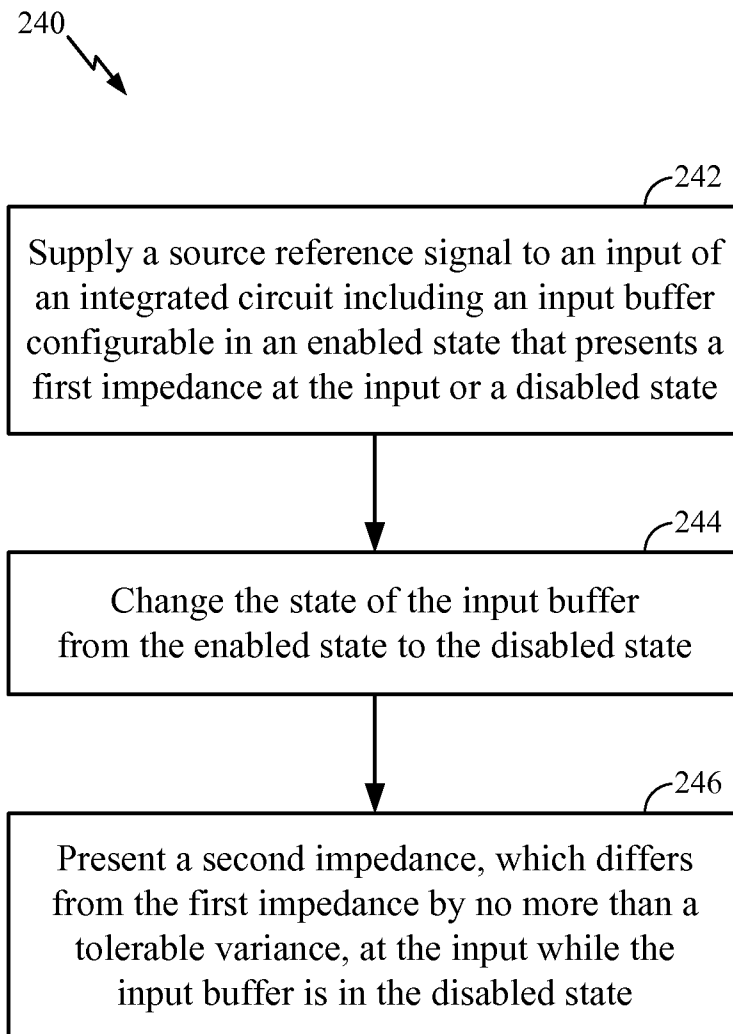 240
242
Supply a source reference signal to an input of
an integrated circuit including an input buffer
configurable in an enabled state that presents a
first impedance at the input or a disabled state
244
Change the state of the input buffer
from the enabled state to the disabled state
246
Present a second impedance, which differs
from the first impedance by no more than a
tolerable variance, at the input while the
input buffer is in the disabled state